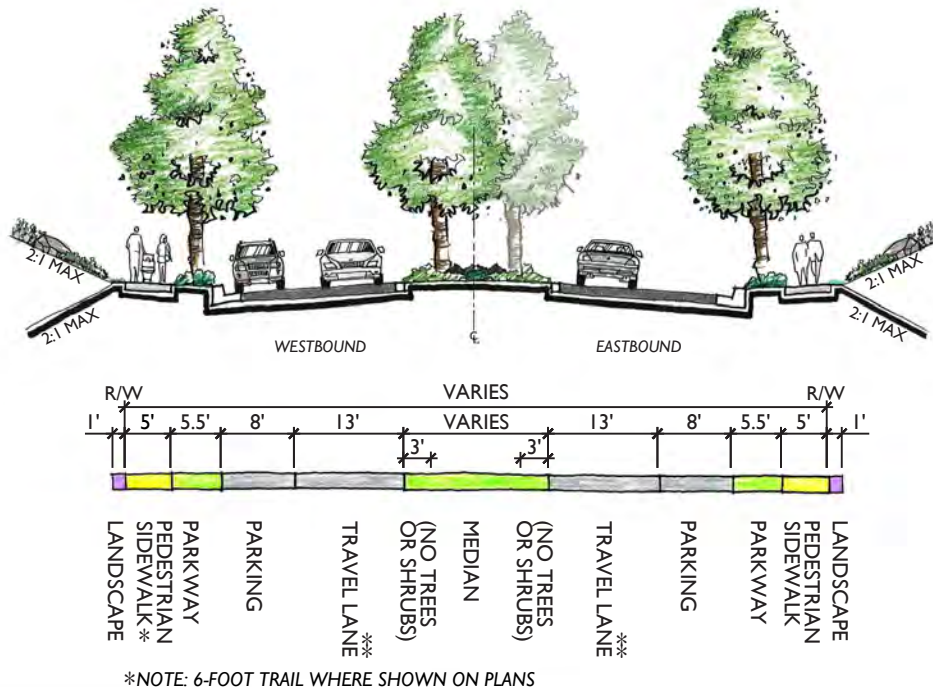 2:1 MAX
2:1 MAX
2:1 MAX
2:1 MAX
WESTBOUND
℄
EASTBOUND
R/W
VARIES
R/W
1'
5'
5.5'
8'
13'
VARIES
13'
8'
5.5'
5'
1'
3'
3'
LANDSCAPE
PEDESTRIAN
SIDEWALK*
PARKWAY
PARKING
TRAVEL LANE**
(NO TREES
OR SHRUBS)
MEDIAN
(NO TREES
OR SHRUBS)
TRAVEL LANE**
PARKING
PARKWAY
PEDESTRIAN
SIDEWALK
LANDSCAPE
*NOTE: 6-FOOT TRAIL WHERE SHOWN ON PLANS